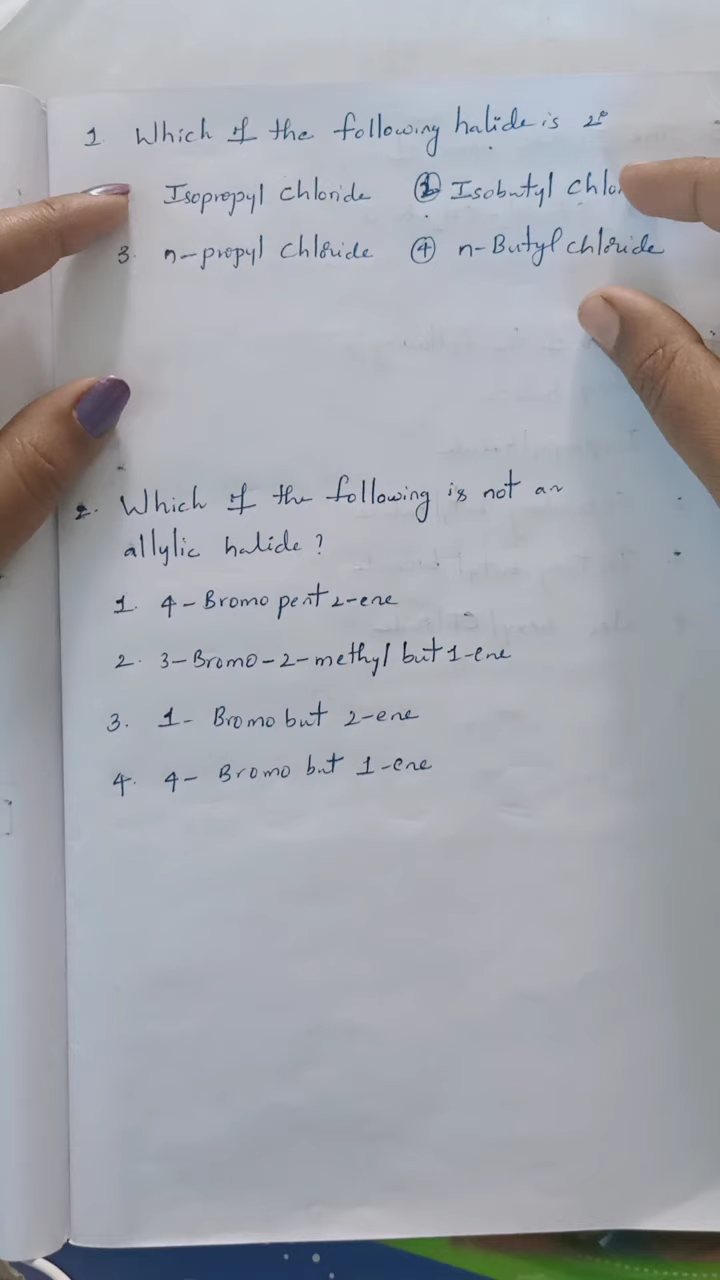 1 Which of the following halide is 2°
Isopropyl chloride ② Isobutyl chlo
3. n-propyl chloride ④ n-Butyl chloride
2. Which of the following is not an
allylic halide ?
1. 4-Bromo pent 2-ene
2. 3-Bromo-2-methyl but 1-ene
3. 1- Bromo but 2-ene
4. 4- Bromo but 1-ene